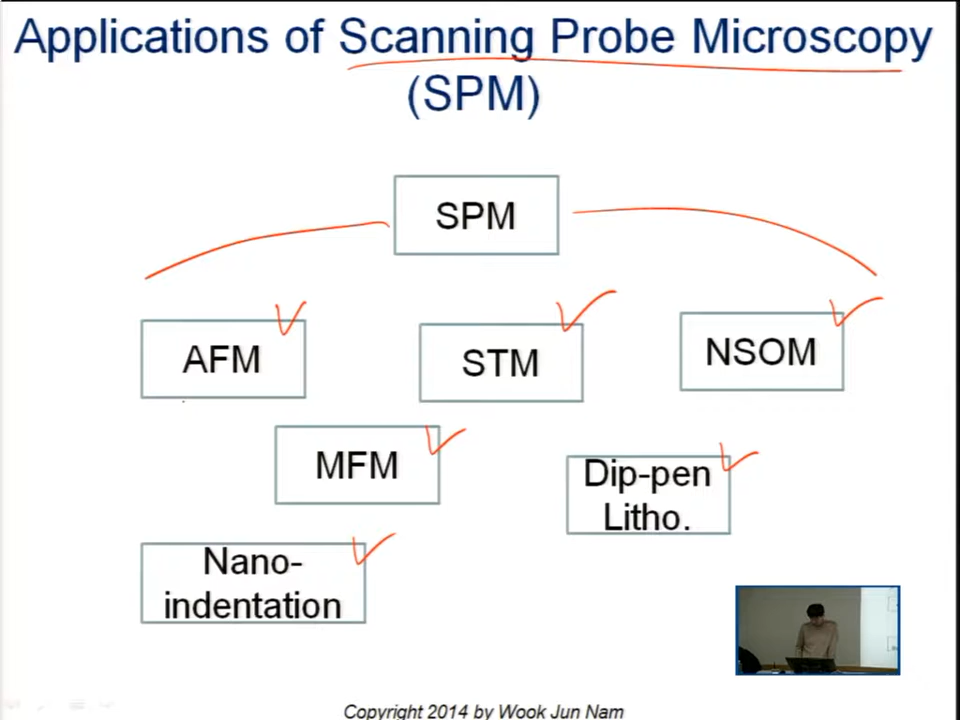 Applications of Scanning Probe Microscopy
(SPM)
SPM
AFM
STM
NSOM
MFM
Dip-pen
Litho.
Nano-
indentation
Copyright 2014 by Wook Jun Nam